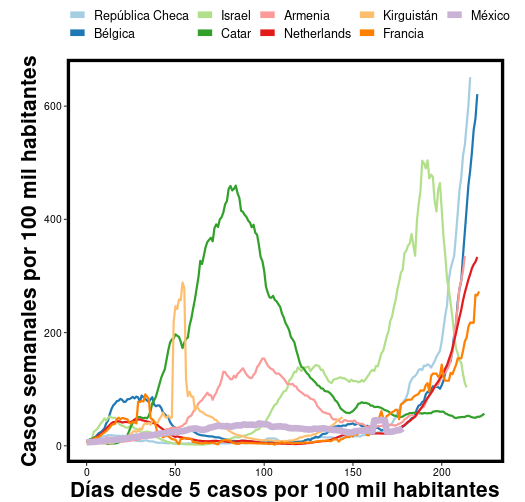 República Checa Israel Armenia Kirguistán México
Bélgica Catar Netherlands Francia
Casos semanales por 100 mil habitantes
600
400
200
0
0 50 100 150 200
Días desde 5 casos por 100 mil habitantes